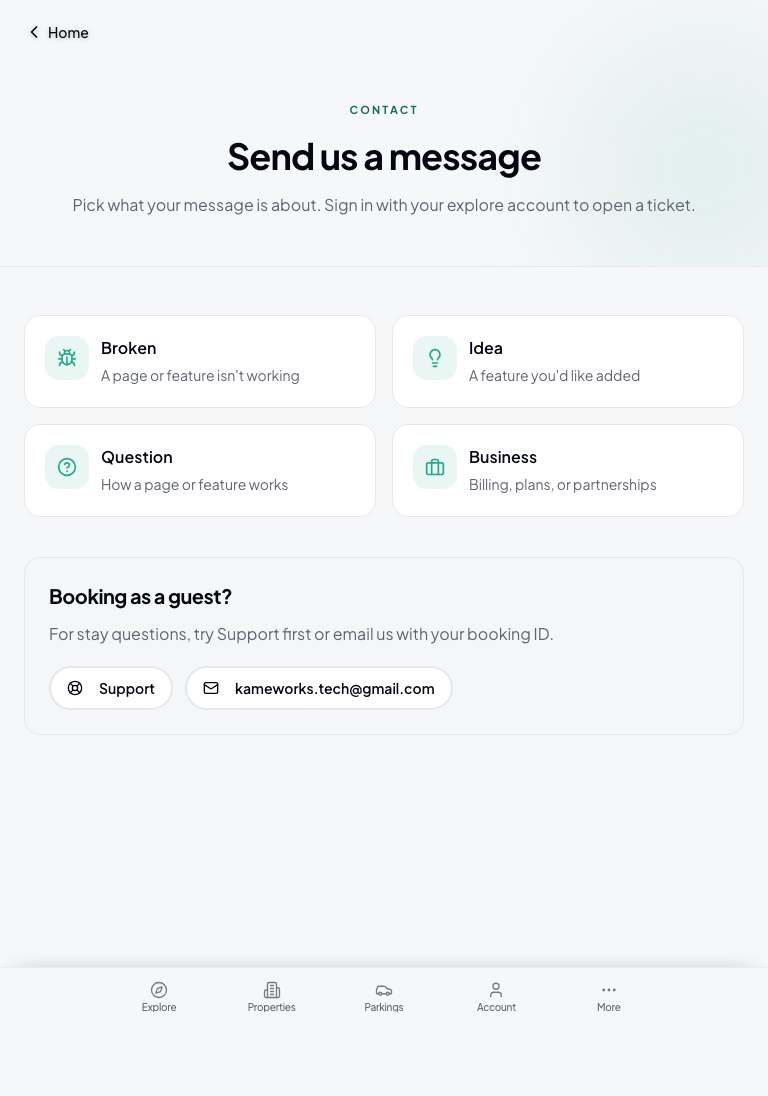 Home
CONTACT
Send us a message
Pick what your message is about. Sign in with your explore account to open a ticket.
Broken
A page or feature isn't working
Idea
A feature you'd like added
Question
How a page or feature works
Business
Billing, plans, or partnerships
Booking as a guest?
For stay questions, try Support first or email us with your booking ID.
Support
kameworks.tech@gmail.com
Explore
Properties
Parkings
Account
More